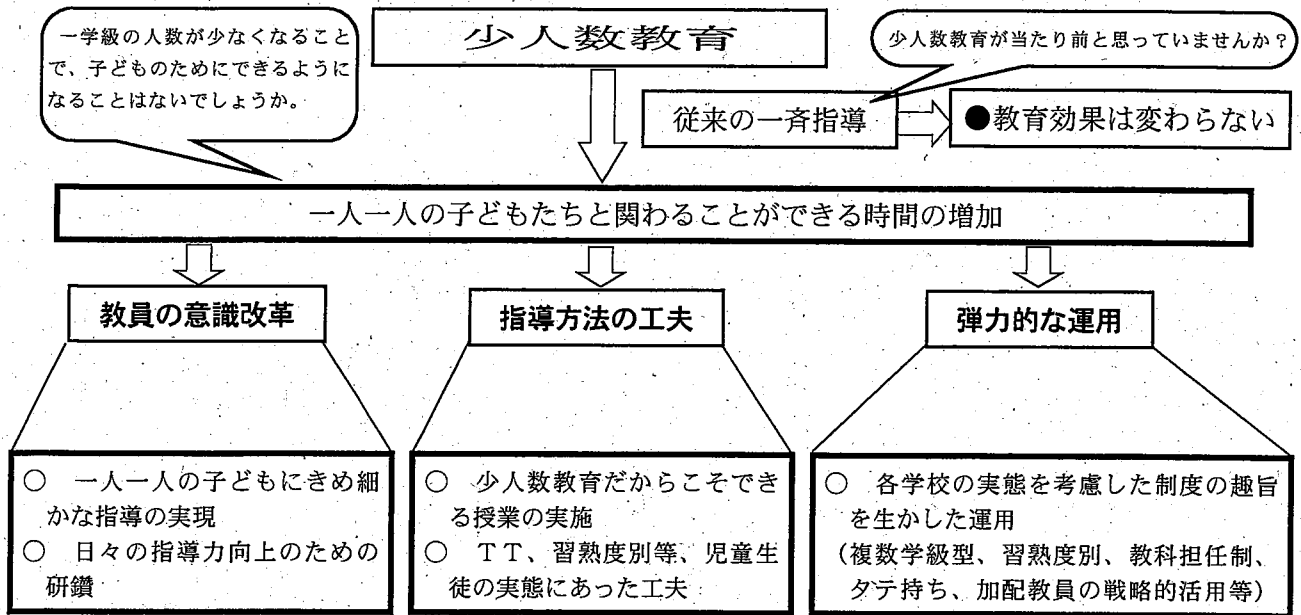 一学級の人数が少なくなること
で、子どものためにできるように
なることはないでしょうか。
少人数教育
少人数教育が当たり前と思っていませんか？
従来の一斉指導
●教育効果は変わらない
一人一人の子どもたちと関わることができる時間の増加
教員の意識改革
指導方法の工夫
弾力的な運用
○　一人一人の子どもにきめ細
かな指導の実現
○　日々の指導力向上のための
研鑽
○　少人数教育だからこそでき
る授業の実施
○　ＴＴ、習熟度別等、児童生
徒の実態にあった工夫
○　各学校の実態を考慮した制度の趣旨
を生かした運用
（複数学級型、習熟度別、教科担任制、
タテ持ち、加配教員の戦略的活用等）